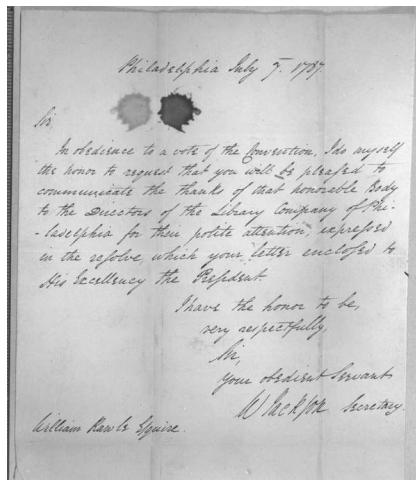 Philadelphia July 7. 1787.
Sir,
In obedience to a vote of the Convention, I do myself
the honor to request that you will be pleased to
communicate the thanks of that honorable Body
to the Directors of the Library Company of Phi-
-ladelphia for their polite attention expressed
in the resolve, which your letter enclosed to
His Excellency the President.
I have the honor to be,
very respectfully,
Sir,
your obedient Servant
W Jackson Secretary.
William Rawle Esquire.